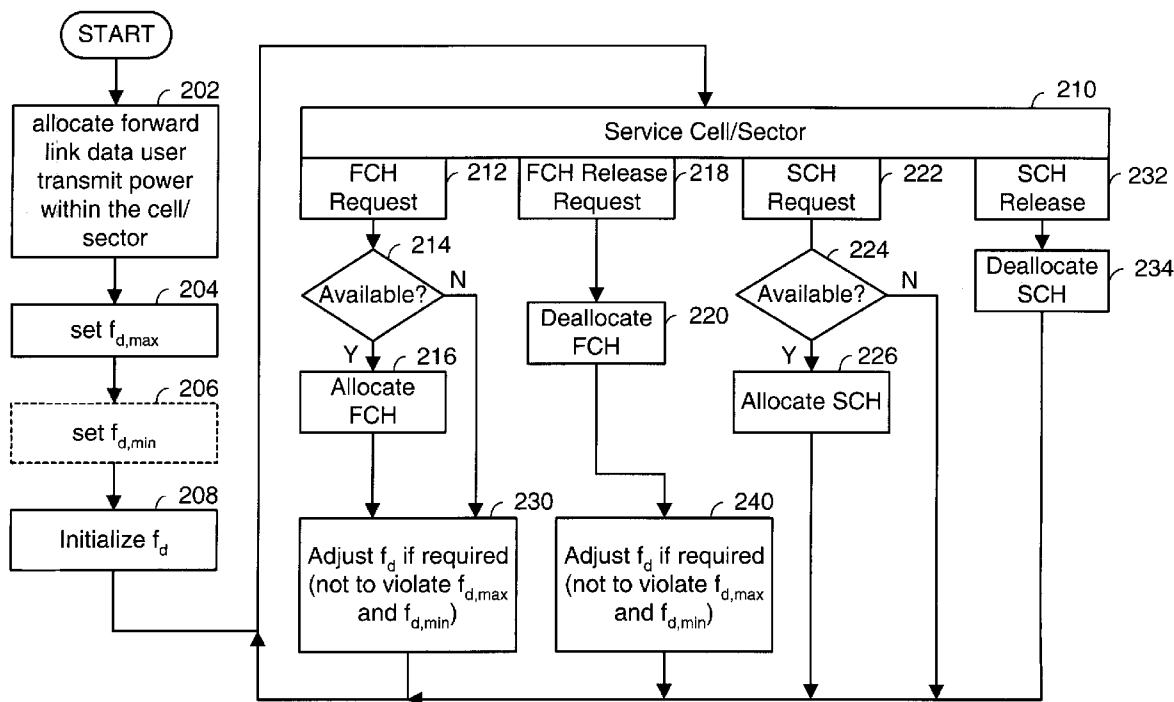 START
202
allocate forward
link data user
transmit power
within the cell/
sector
204
set f_d,max
206
set f_d,min
208
Initialize f_d
210
Service Cell/Sector
FCH
Request
212
FCH Release
Request
218
SCH
Request
222
SCH
Release
232
214
Available?
N
Y
216
Allocate
FCH
Deallocate
FCH
220
224
Available?
N
Y
226
Allocate SCH
Deallocate
SCH
234
230
Adjust f_d if required
(not to violate f_d,max
and f_d,min)
240
Adjust f_d if required
(not to violate f_d,max
and f_d,min)